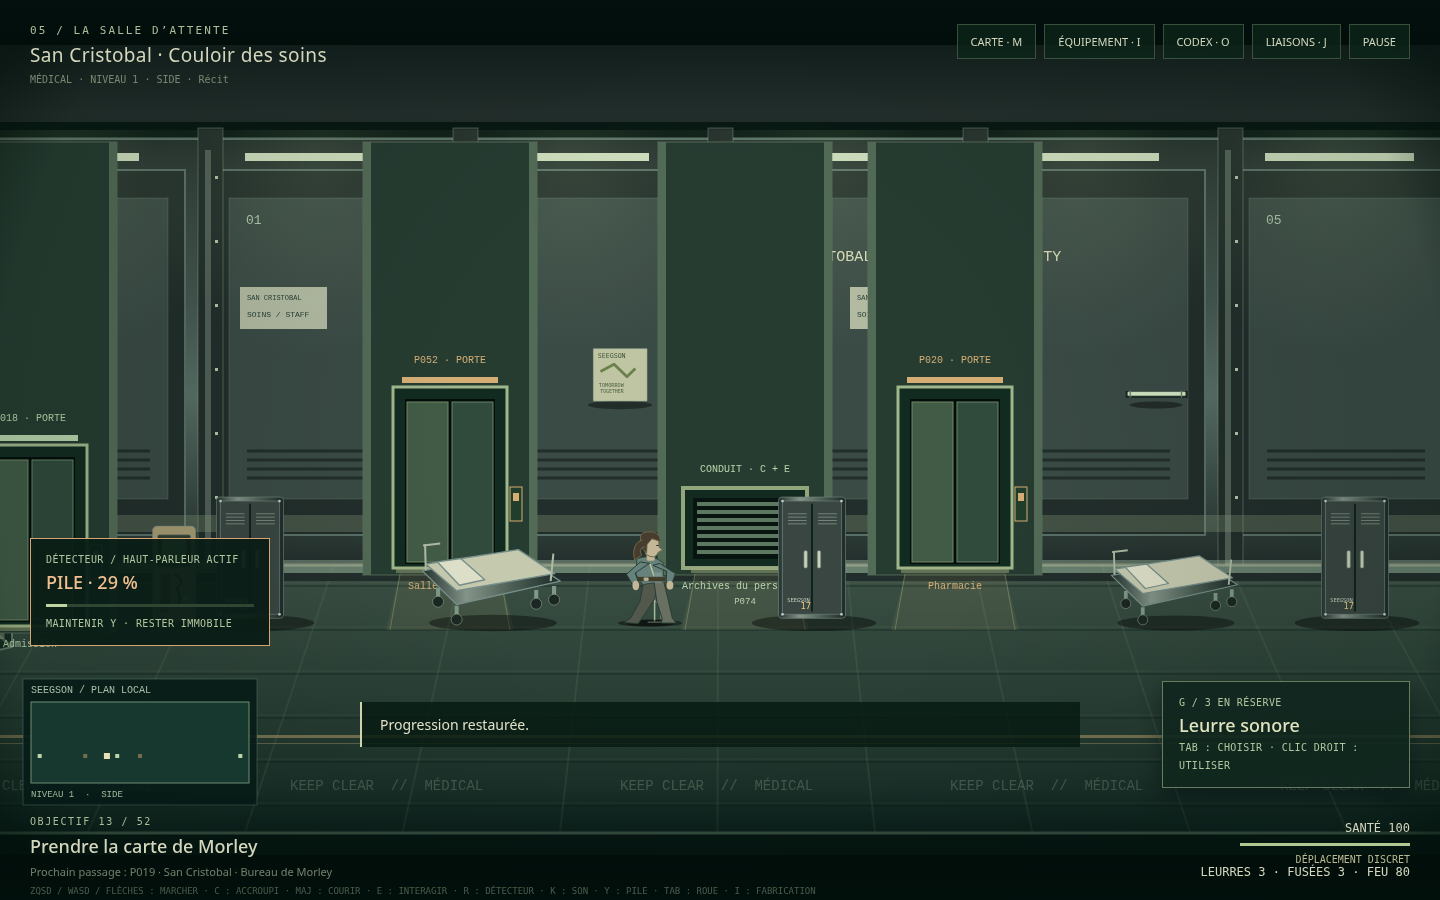 05 / LA SALLE D'ATTENTE
San Cristobal · Couloir des soins
MÉDICAL · NIVEAU 1 · SIDE · Récit
CARTE · M
ÉQUIPEMENT · I
CODEX · O
LIAISONS · J
PAUSE
01
05
TOBAL
TY
SAN CRISTOBAL
SOINS / STAFF
SAN
SO
P052 · PORTE
SEEGSON
TOMORROW
TOGETHER
P020 · PORTE
018 · PORTE
CONDUIT · C + E
DÉTECTEUR / HAUT-PARLEUR ACTIF
PILE · 29 %
MAINTENIR Y · RESTER IMMOBILE
Salle
Archives du pers
P074
Pharmacie
SEEGSON
17
SEEGSON
17
SEEGSON / PLAN LOCAL
NIVEAU 1 · SIDE
Progression restaurée.
G / 3 EN RÉSERVE
Leurre sonore
TAB : CHOISIR · CLIC DROIT :
UTILISER
KEEP CLEAR // MÉDICAL
KEEP CLEAR // MÉDICAL
KEEP CLEAR // MÉDICAL
OBJECTIF 13 / 52
Prendre la carte de Morley
Prochain passage : P019 · San Cristobal · Bureau de Morley
ZQSD / WASD / FLÈCHES : MARCHER · C : ACCROUPI · MAJ : COURIR · E : INTERAGIR · R : DÉTECTEUR · K : SON · Y : PILE · TAB : ROUE · I : FABRICATION
SANTÉ 100
DÉPLACEMENT DISCRET
LEURRES 3 · FUSÉES 3 · FEU 80